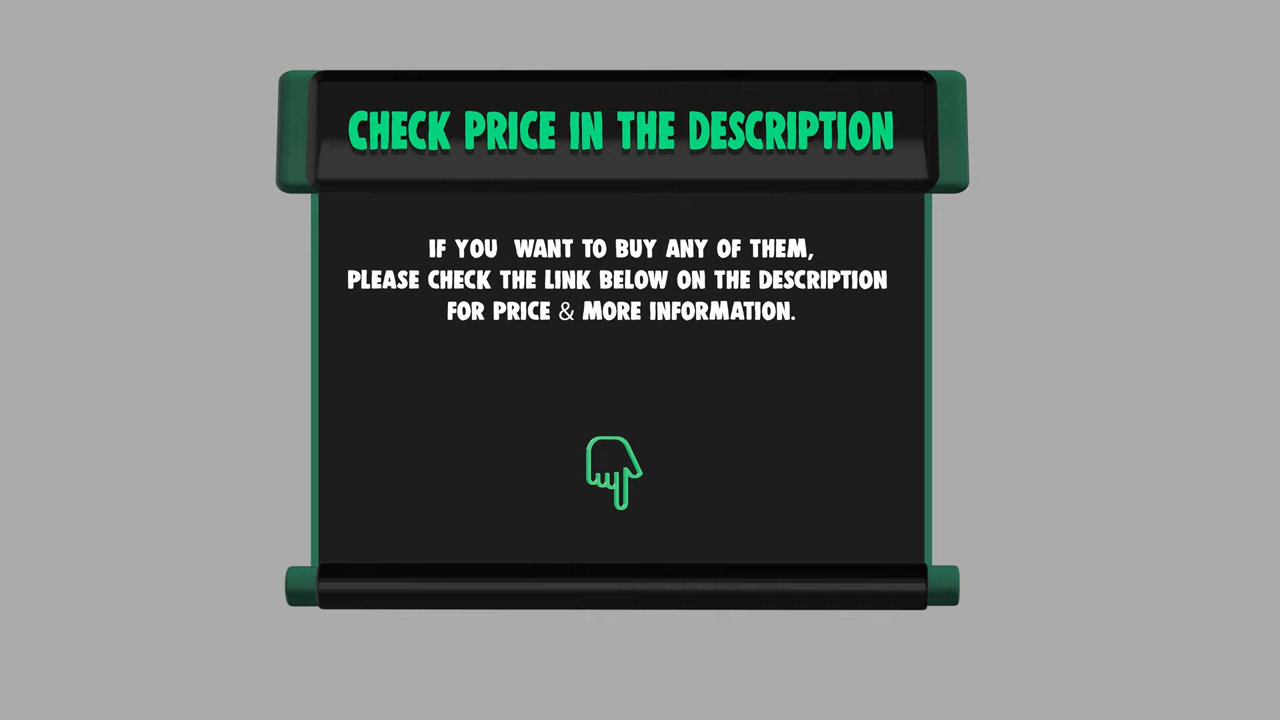 CHECK PRICE IN THE DESCRIPTION
IF YOU WANT TO BUY ANY OF THEM,
PLEASE CHECK THE LINK BELOW ON THE DESCRIPTION
FOR PRICE & MORE INFORMATION.